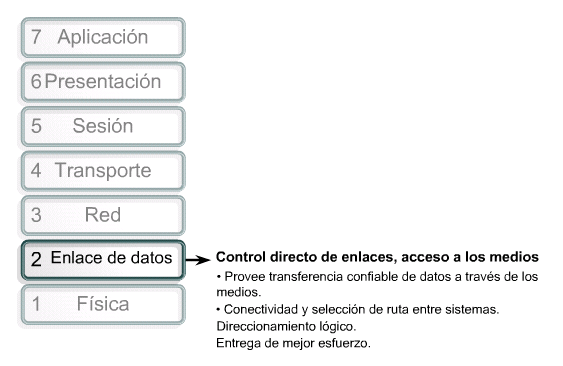 7 Aplicación
6 Presentación
5 Sesión
4 Transporte
3 Red
2 Enlace de datos
1 Física
Control directo de enlaces, acceso a los medios
• Provee transferencia confiable de datos a través de los
medios.
• Conectividad y selección de ruta entre sistemas.
Direccionamiento lógico.
Entrega de mejor esfuerzo.